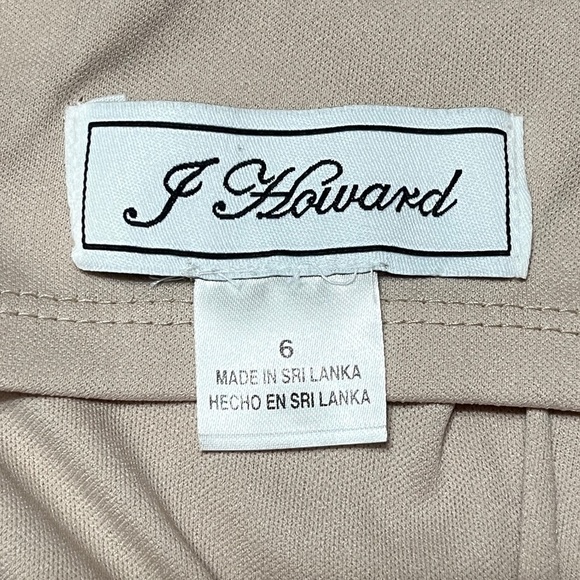 J Howard
6
MADE IN SRI LANKA
HECHO EN SRI LANKA